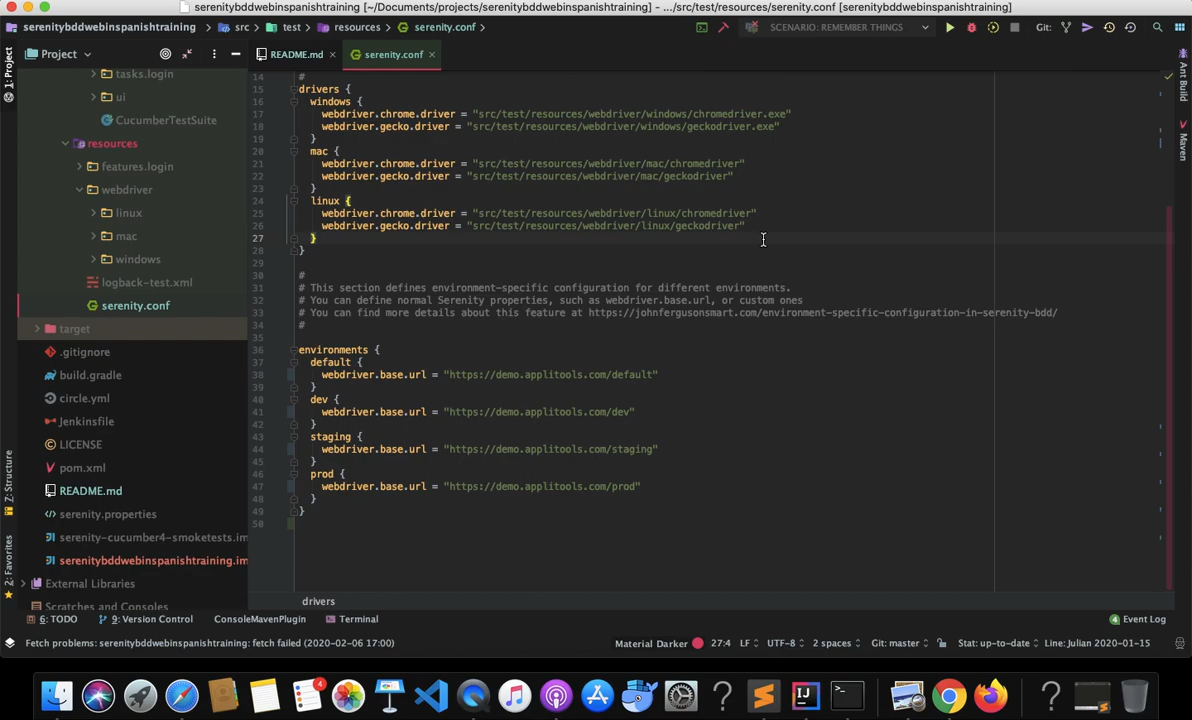 serenitybddwebinspanishtraining [~/Documents/projects/serenitybddwebinspanishtraining] - .../src/test/resources/serenity.conf [serenitybddwebinspanishtraining]
serenitybddwebinspanishtraining src test resources serenity.conf SCENARIO: REMEMBER THINGS Git:
Project README.md serenity.conf
1: Project
7: Structure
2: Favorites
Ant Build
Maven
tasks.login
ui
CucumberTestSuite
resources
features.login
webdriver
linux
mac
windows
logback-test.xml
serenity.conf
target
.gitignore
build.gradle
circle.yml
Jenkinsfile
LICENSE
pom.xml
README.md
serenity.properties
serenity-cucumber4-smoketests.im
serenitybddwebinspanishtraining.im
External Libraries
Scratches and Consoles
14 #
15 drivers {
16 windows {
17 webdriver.chrome.driver = "src/test/resources/webdriver/windows/chromedriver.exe"
18 webdriver.gecko.driver = "src/test/resources/webdriver/windows/geckodriver.exe"
19 }
20 mac {
21 webdriver.chrome.driver = "src/test/resources/webdriver/mac/chromedriver"
22 webdriver.gecko.driver = "src/test/resources/webdriver/mac/geckodriver"
23 }
24 linux {
25 webdriver.chrome.driver = "src/test/resources/webdriver/linux/chromedriver"
26 webdriver.gecko.driver = "src/test/resources/webdriver/linux/geckodriver"
27 }
28 }
29
30 #
31 # This section defines environment-specific configuration for different environments.
32 # You can define normal Serenity properties, such as webdriver.base.url, or custom ones
33 # You can find more details about this feature at https://johnfergusonsmart.com/environment-specific-configuration-in-serenity-bdd/
34 #
35
36 environments {
37 default {
38 webdriver.base.url = "https://demo.applitools.com/default"
39 }
40 dev {
41 webdriver.base.url = "https://demo.applitools.com/dev"
42 }
43 staging {
44 webdriver.base.url = "https://demo.applitools.com/staging"
45 }
46 prod {
47 webdriver.base.url = "https://demo.applitools.com/prod"
48 }
49 }
50
drivers
6: TODO 9: Version Control ConsoleMavenPlugin Terminal 4 Event Log
Fetch problems: serenitybddwebinspanishtraining: fetch failed (2020-02-06 17:00) Material Darker 27:4 LF UTF-8 2 spaces Git: master Stat: up-to-date Line: Julian 2020-01-15
4